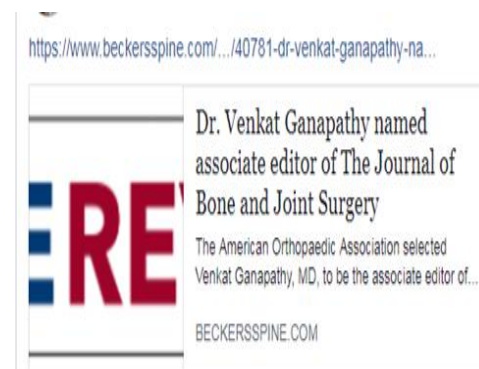 https://www.beckersspine.com/.../40781-dr-venkat-ganapathy-na...
Dr. Venkat Ganapathy named
associate editor of The Journal of
Bone and Joint Surgery
ERE
The American Orthopaedic Association selected
Venkat Ganapathy, MD, to be the associate editor of...
BECKERSSPINE.COM